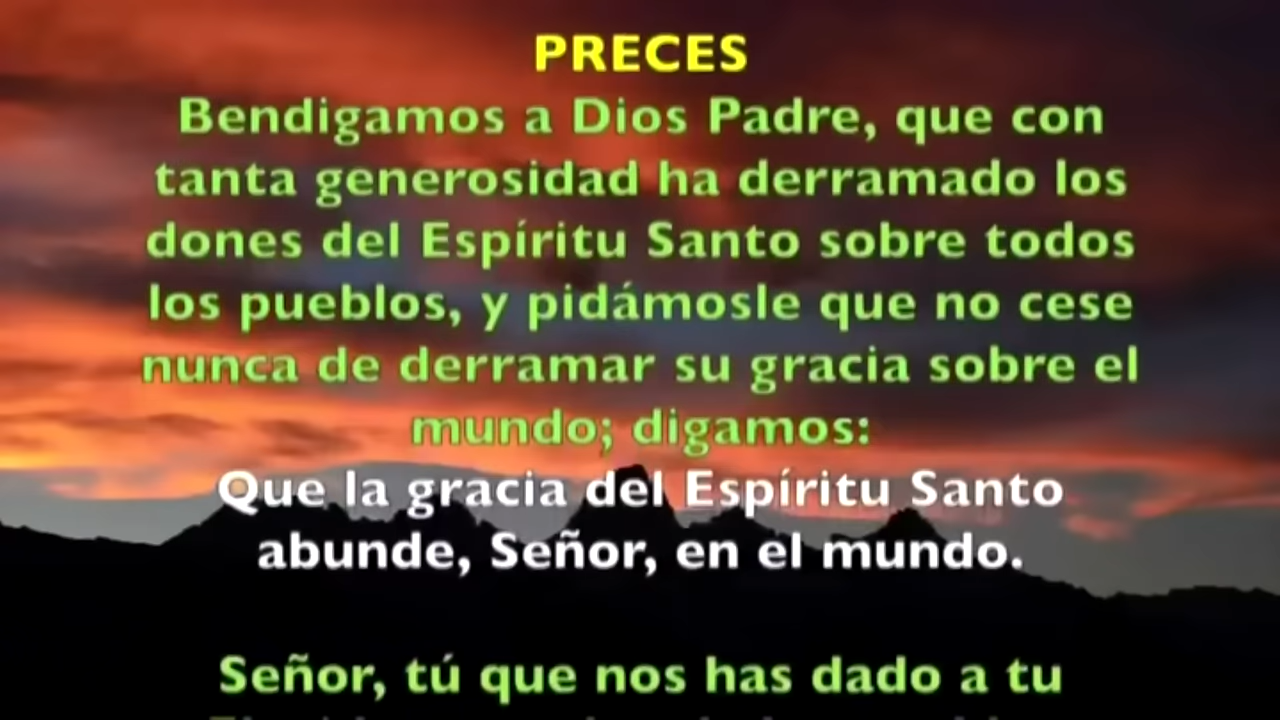 PRECES
Bendigamos a Dios Padre, que con
tanta generosidad ha derramado los
dones del Espíritu Santo sobre todos
los pueblos, y pidámosle que no cese
nunca de derramar su gracia sobre el
mundo; digamos:
Que la gracia del Espíritu Santo
abunde, Señor, en el mundo.
Señor, tú que nos has dado a tu